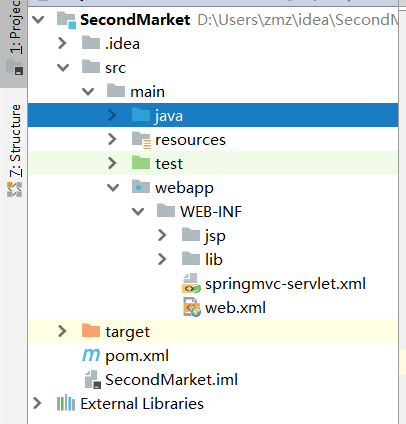 SecondMarket D:\Users\zmz\idea\SecondM
.idea
src
main
java
resources
test
webapp
WEB-INF
jsp
lib
springmvc-servlet.xml
web.xml
target
pom.xml
SecondMarket.iml
External Libraries
1: Project
7: Structure